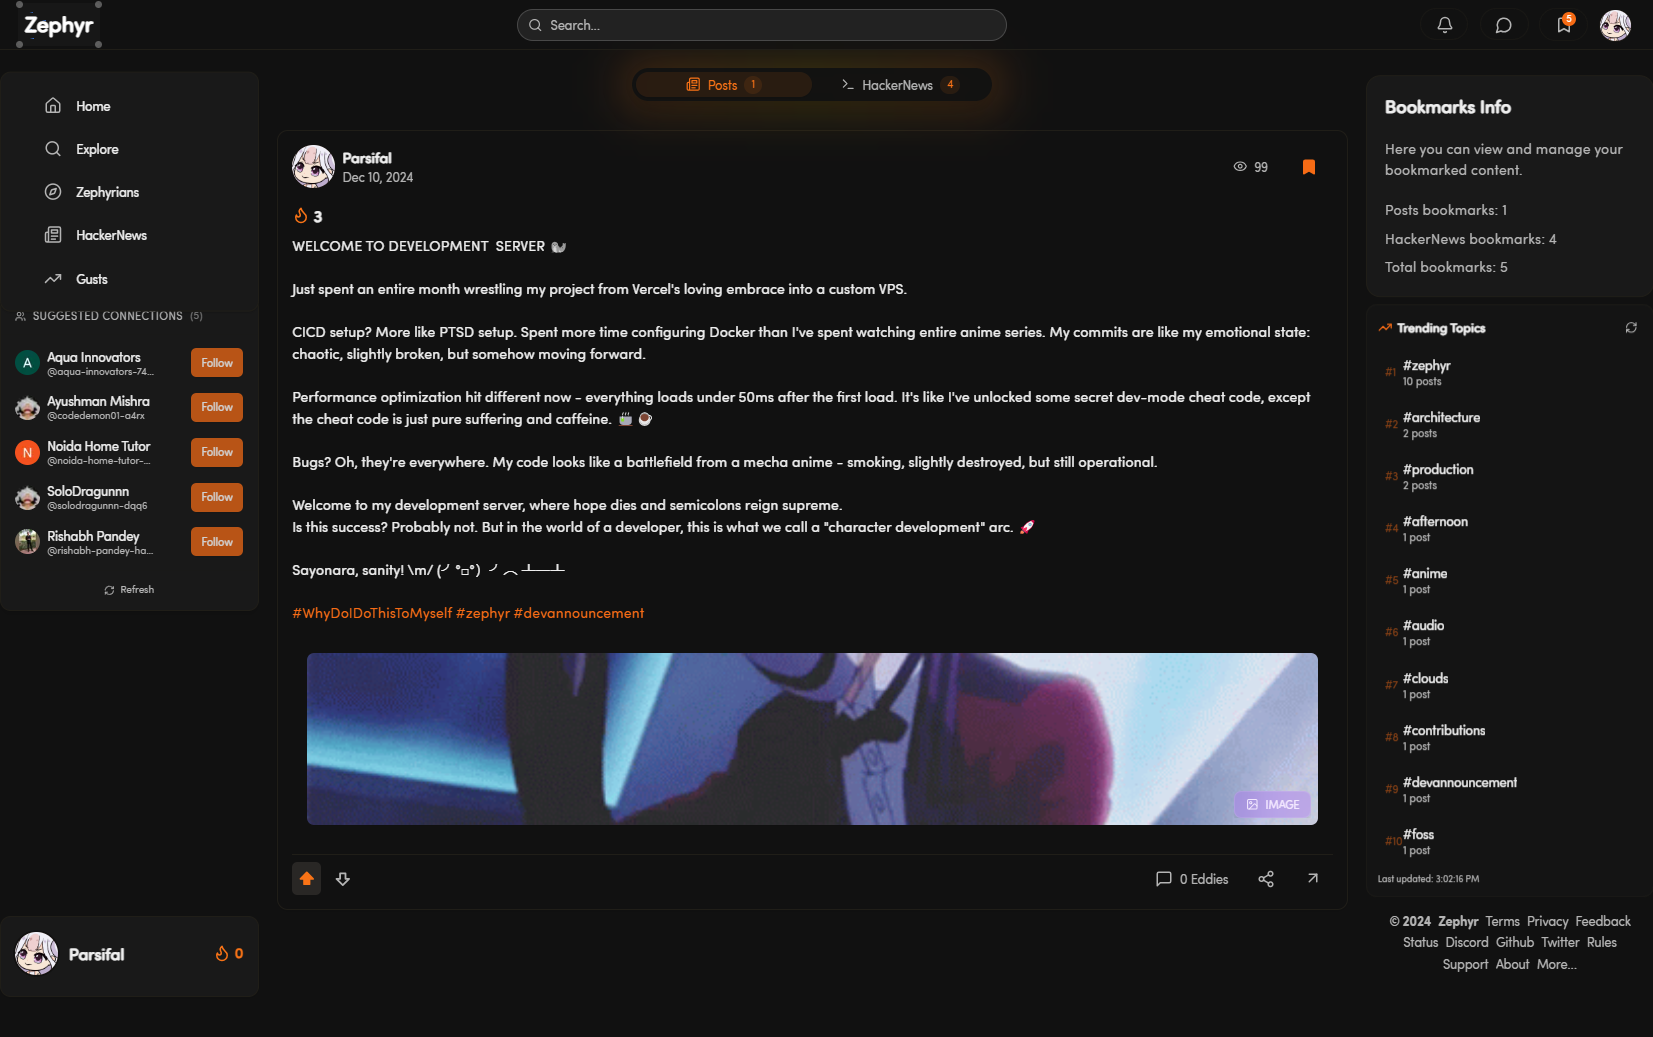 Zephyr
Search...
5
Home
Explore
Zephyrians
HackerNews
Gusts
SUGGESTED CONNECTIONS (5)
A
Aqua Innovators
@aqua-innovators-74...
Follow
Ayushman Mishra
@codedemon01-a4rx
Follow
N
Noida Home Tutor
@noida-home-tutor-...
Follow
SoloDragunnn
@solodragunnn-dqq6
Follow
Rishabh Pandey
@rishabh-pandey-ha...
Follow
Refresh
Parsifal
0
Posts 1
HackerNews 4
Parsifal
Dec 10, 2024
99
3
WELCOME TO DEVELOPMENT SERVER 🦭
Just spent an entire month wrestling my project from Vercel's loving embrace into a custom VPS.
CICD setup? More like PTSD setup. Spent more time configuring Docker than I've spent watching entire anime series. My commits are like my emotional state:
chaotic, slightly broken, but somehow moving forward.
Performance optimization hit different now - everything loads under 50ms after the first load. It's like I've unlocked some secret dev-mode cheat code, except
the cheat code is just pure suffering and caffeine. 🍵 ☕
Bugs? Oh, they're everywhere. My code looks like a battlefield from a mecha anime - smoking, slightly destroyed, but still operational.
Welcome to my development server, where hope dies and semicolons reign supreme.
Is this success? Probably not. But in the world of a developer, this is what we call a "character development" arc. 🚀
Sayonara, sanity! \m/ (╯°□°)╯︵ ┻━┻
#WhyDoIDoThisToMyself #zephyr #devannouncement
IMAGE
0 Eddies
Bookmarks Info
Here you can view and manage your
bookmarked content.
Posts bookmarks: 1
HackerNews bookmarks: 4
Total bookmarks: 5
Trending Topics
#1 #zephyr
10 posts
#2 #architecture
2 posts
#3 #production
2 posts
#4 #afternoon
1 post
#5 #anime
1 post
#6 #audio
1 post
#7 #clouds
1 post
#8 #contributions
1 post
#9 #devannouncement
1 post
#10 #foss
1 post
Last updated: 3:02:16 PM
© 2024 Zephyr Terms Privacy Feedback
Status Discord Github Twitter Rules
Support About More...